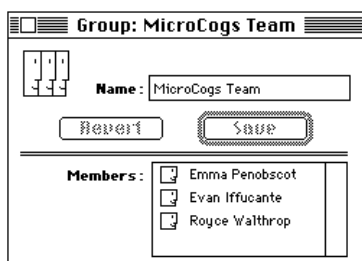 Group: MicroCogs Team
Name: MicroCogs Team
Revert Save
Members: Emma Penobscot
Evan Iffucante
Royce Walthrop